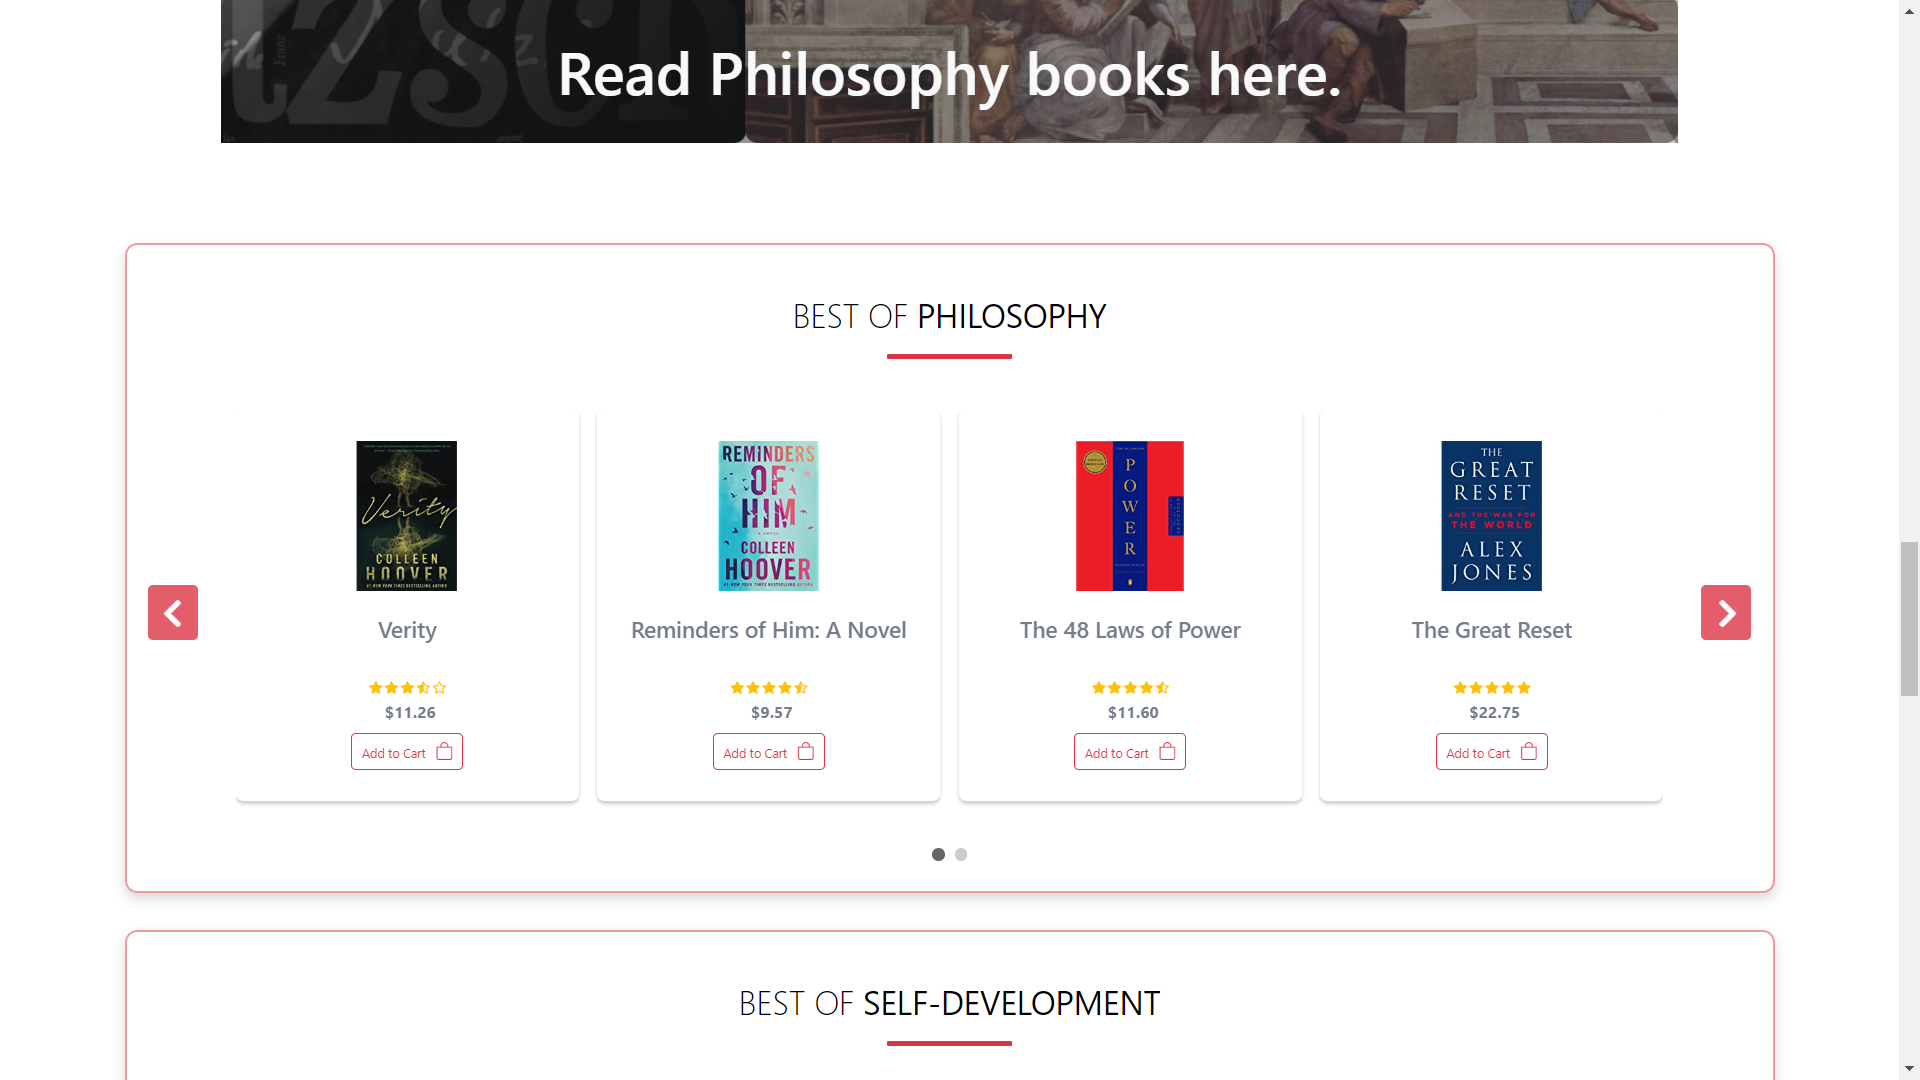 Franz
Read Philosophy books here.
BEST OF PHILOSOPHY
Verity
COLLEEN
HOOVER
REMINDERS
OF
HIM
A NOVEL
COLLEEN
HOOVER
POWER
THE
GREAT
RESET
AND THE WAR FOR
THE WORLD
ALEX
JONES
Verity
Reminders of Him: A Novel
The 48 Laws of Power
The Great Reset
$11.26
$9.57
$11.60
$22.75
Add to Cart
Add to Cart
Add to Cart
Add to Cart
BEST OF SELF-DEVELOPMENT